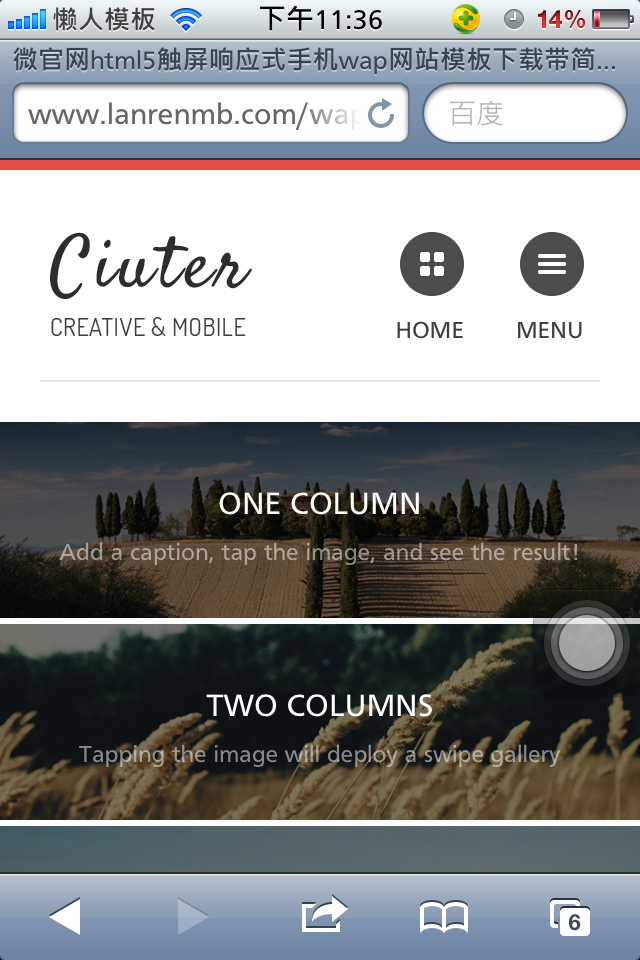 懒人模板 下午11:36 14%
微官网html5触屏响应式手机wap网站模板下载带简...
www.lanrenmb.com/wap 百度
Ciuter
CREATIVE & MOBILE
HOME MENU
ONE COLUMN
Add a caption, tap the image, and see the result!
TWO COLUMNS
Tapping the image will deploy a swipe gallery
6